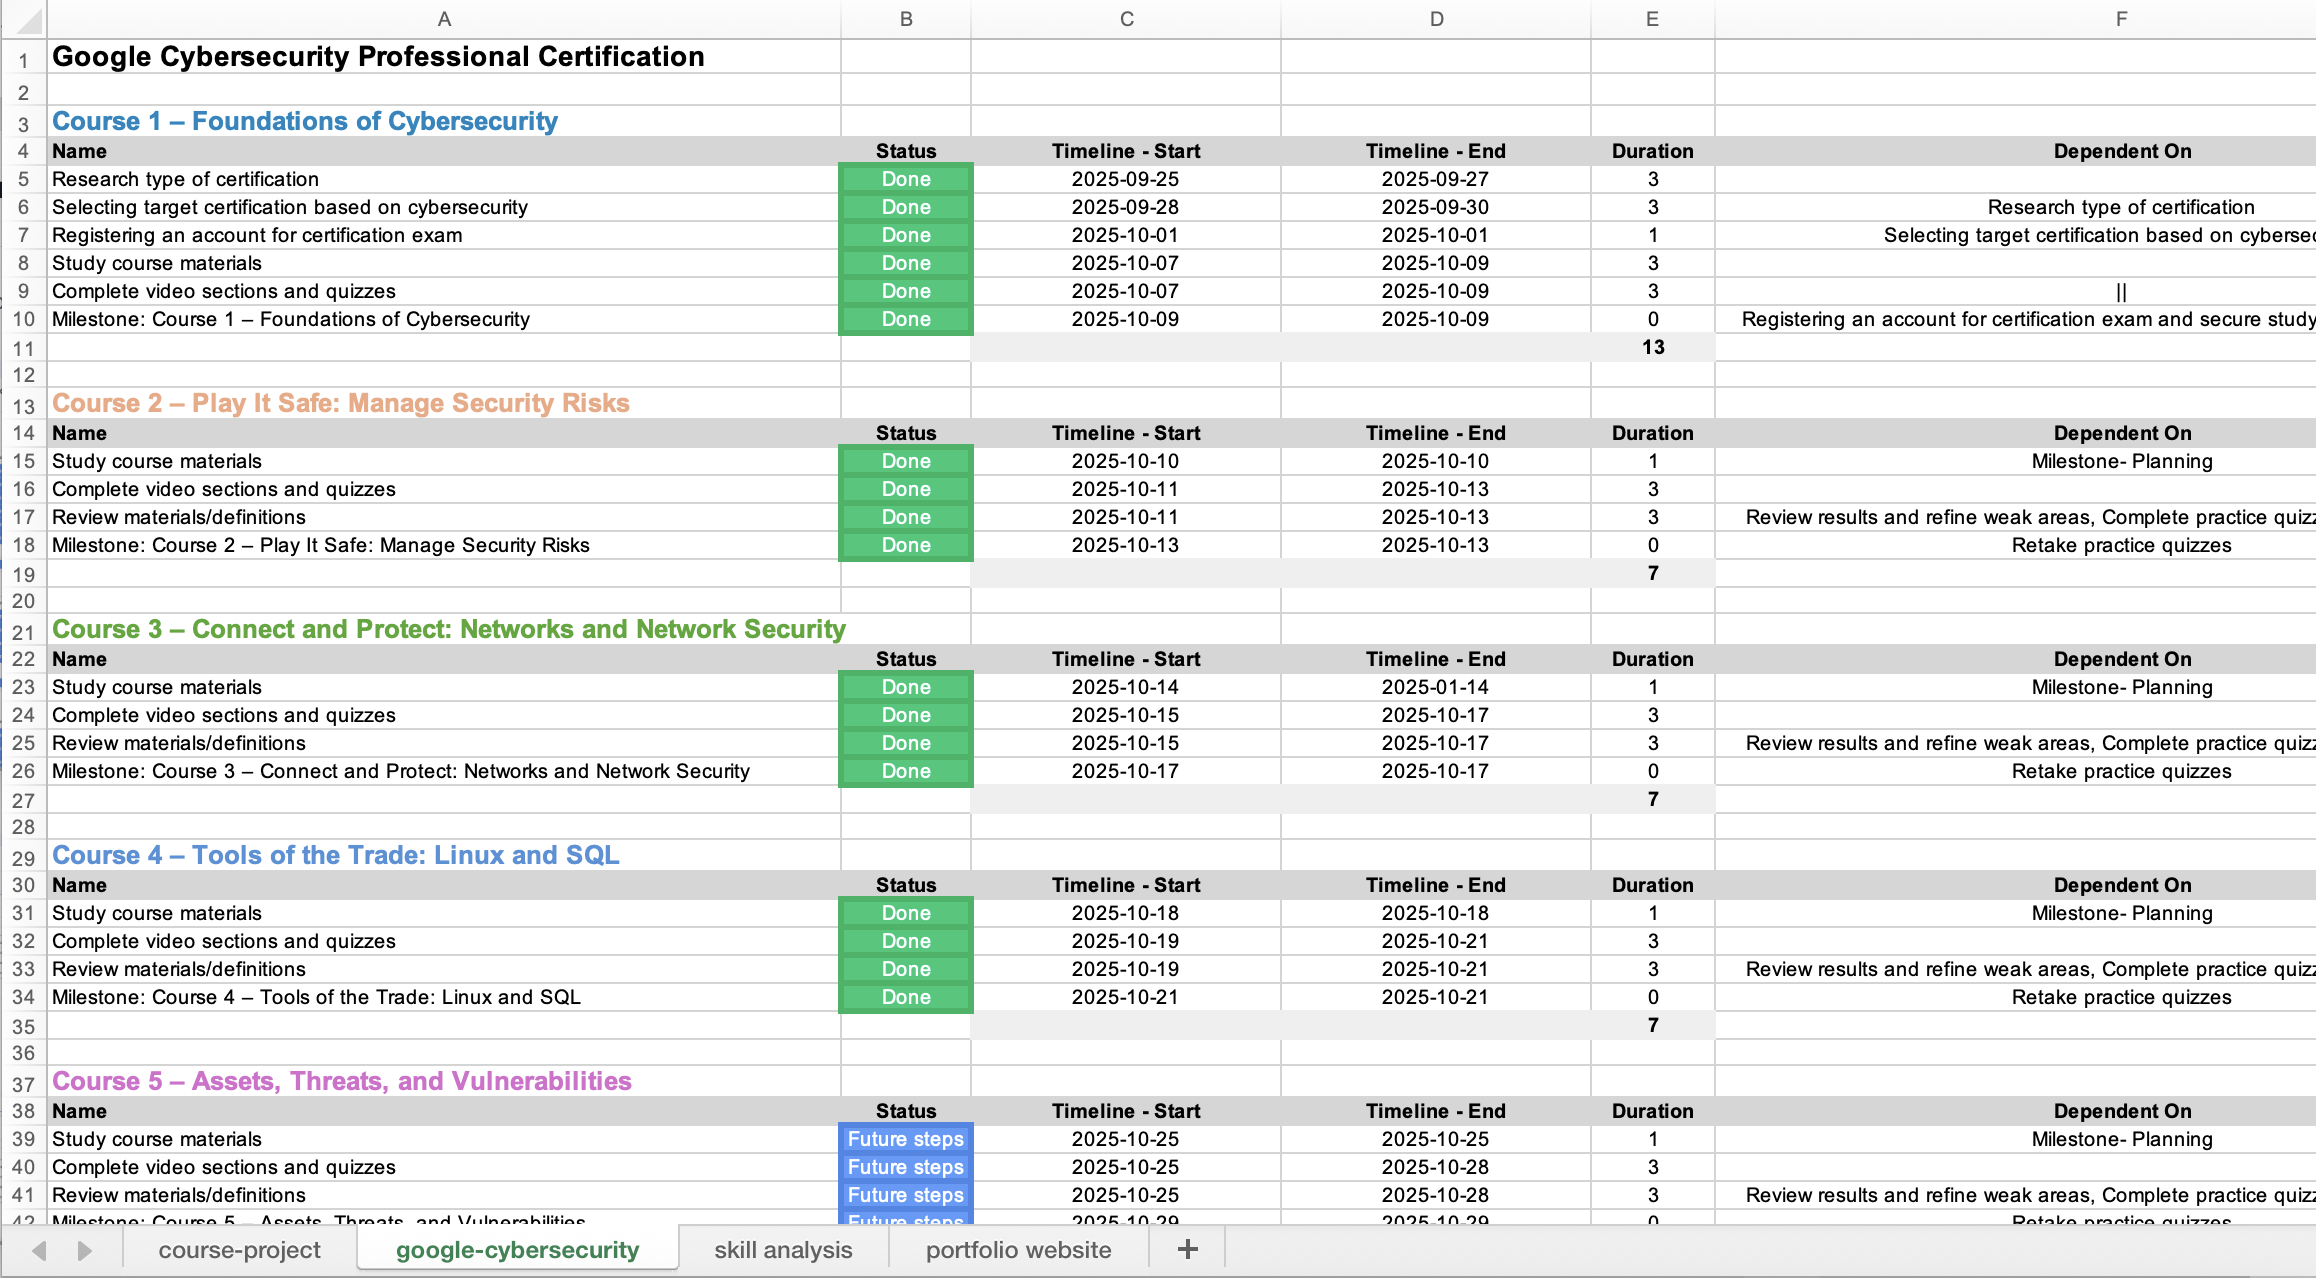 A B C D E F
1 Google Cybersecurity Professional Certification
2
3 Course 1 – Foundations of Cybersecurity
4 Name Status Timeline - Start Timeline - End Duration Dependent On
5 Research type of certification Done 2025-09-25 2025-09-27 3
6 Selecting target certification based on cybersecurity Done 2025-09-28 2025-09-30 3 Research type of certification
7 Registering an account for certification exam Done 2025-10-01 2025-10-01 1 Selecting target certification based on cybersec
8 Study course materials Done 2025-10-07 2025-10-09 3
9 Complete video sections and quizzes Done 2025-10-07 2025-10-09 3 ||
10 Milestone: Course 1 – Foundations of Cybersecurity Done 2025-10-09 2025-10-09 0 Registering an account for certification exam and secure study
11 13
12
13 Course 2 – Play It Safe: Manage Security Risks
14 Name Status Timeline - Start Timeline - End Duration Dependent On
15 Study course materials Done 2025-10-10 2025-10-10 1 Milestone- Planning
16 Complete video sections and quizzes Done 2025-10-11 2025-10-13 3
17 Review materials/definitions Done 2025-10-11 2025-10-13 3 Review results and refine weak areas, Complete practice quizz
18 Milestone: Course 2 – Play It Safe: Manage Security Risks Done 2025-10-13 2025-10-13 0 Retake practice quizzes
19 7
20
21 Course 3 – Connect and Protect: Networks and Network Security
22 Name Status Timeline - Start Timeline - End Duration Dependent On
23 Study course materials Done 2025-10-14 2025-01-14 1 Milestone- Planning
24 Complete video sections and quizzes Done 2025-10-15 2025-10-17 3
25 Review materials/definitions Done 2025-10-15 2025-10-17 3 Review results and refine weak areas, Complete practice quizz
26 Milestone: Course 3 – Connect and Protect: Networks and Network Security Done 2025-10-17 2025-10-17 0 Retake practice quizzes
27 7
28
29 Course 4 – Tools of the Trade: Linux and SQL
30 Name Status Timeline - Start Timeline - End Duration Dependent On
31 Study course materials Done 2025-10-18 2025-10-18 1 Milestone- Planning
32 Complete video sections and quizzes Done 2025-10-19 2025-10-21 3
33 Review materials/definitions Done 2025-10-19 2025-10-21 3 Review results and refine weak areas, Complete practice quizz
34 Milestone: Course 4 – Tools of the Trade: Linux and SQL Done 2025-10-21 2025-10-21 0 Retake practice quizzes
35 7
36
37 Course 5 – Assets, Threats, and Vulnerabilities
38 Name Status Timeline - Start Timeline - End Duration Dependent On
39 Study course materials Future steps 2025-10-25 2025-10-25 1 Milestone- Planning
40 Complete video sections and quizzes Future steps 2025-10-25 2025-10-28 3
41 Review materials/definitions Future steps 2025-10-25 2025-10-28 3 Review results and refine weak areas, Complete practice quizz
42 Milestone: Course 5 – Assets, Threats, and Vulnerabilities Future steps 2025-10-29 2025-10-29 0 Retake practice quizzes
course-project google-cybersecurity skill analysis portfolio website +